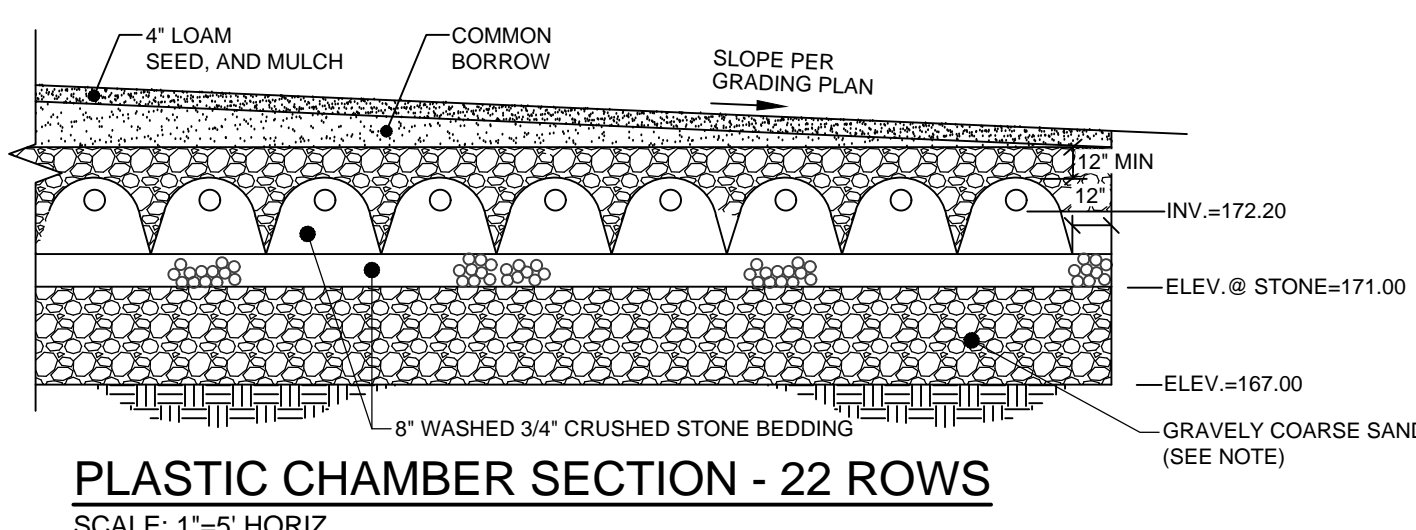 4" LOAM
SEED, AND MULCH
COMMON
BORROW
SLOPE PER
GRADING PLAN
12" MIN
12"
INV.=172.20
ELEV.@ STONE=171.00
ELEV.=167.00
8" WASHED 3/4" CRUSHED STONE BEDDING
GRAVELY COARSE SAND
(SEE NOTE)
PLASTIC CHAMBER SECTION - 22 ROWS
SCALE: 1"=5' HORIZ